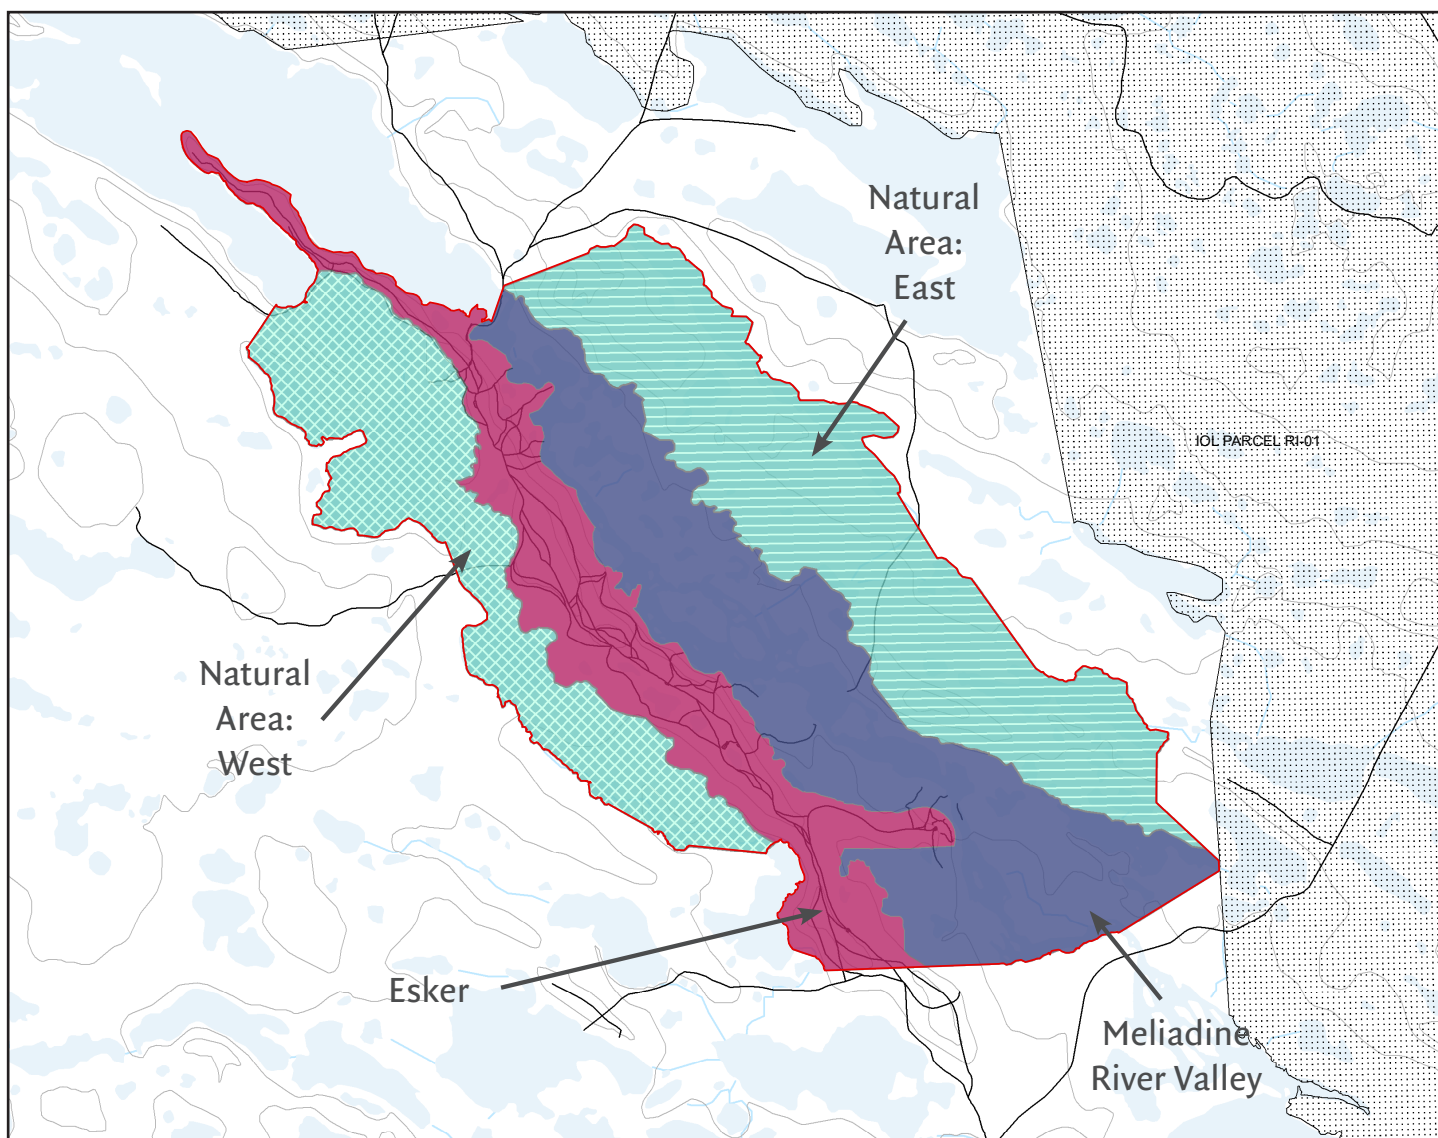 Natural
Area:
East
IOL PARCEL RI-01
Natural
Area:
West
Esker
Meliadine
River Valley